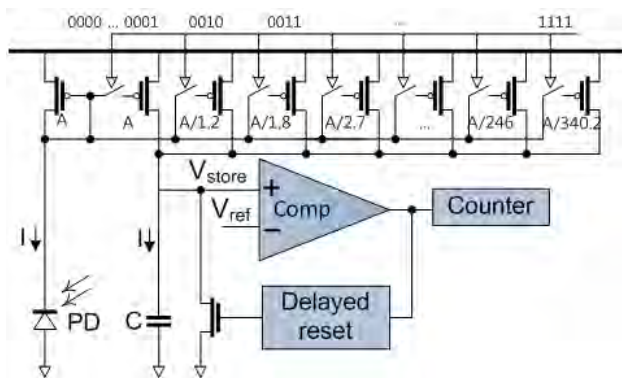 0000 ... 0001 0010 0011 ... 1111
A A A/1,2 A/1,8 A/2,7 ... A/246 A/340.2
Vstore
Vref
+
−
Comp
Counter
I I
Delayed
reset
PD C